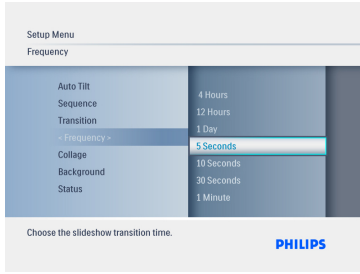 Setup Menu
Frequency
Auto Tilt
Sequence
Transition
< Frequency >
Collage
Background
Status
4 Hours
12 Hours
1 Day
5 Seconds
10 Seconds
30 Seconds
1 Minute
Choose the slideshow transition time.
PHILIPS